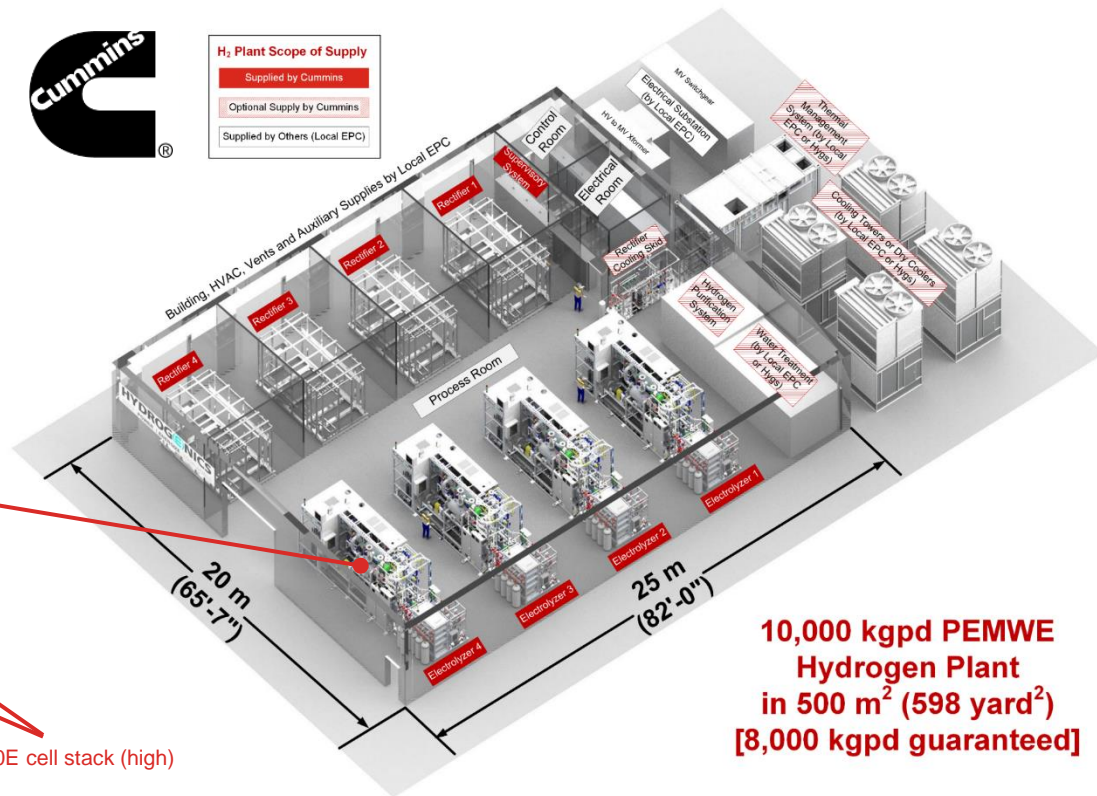 Cummins
®
H₂ Plant Scope of Supply
Supplied by Cummins
Optional Supply by Cummins
Supplied by Others (Local EPC)
Building, HVAC, Vents and Auxiliary Supplies by Local EPC
MV Switchgear
Electrical Substation
(by Local EPC)
HV to MV Xformer
Thermal
Management
System (by Local
EPC or Hygs)
Cooling Towers or Dry Coolers
(by Local EPC or Hygs)
Control
Room
Supervisory
System
Electrical
Room
Rectifier
Cooling Skid
Hydrogen
Purification
System
Water Treatment
(by Local EPC
or Hygs)
Rectifier 1
Rectifier 2
Rectifier 3
Rectifier 4
HYDROGENICS
Process Room
Electrolyzer 1
Electrolyzer 2
Electrolyzer 3
Electrolyzer 4
20 m
(65'-7")
25 m
(82'-0")
10,000 kgpd PEMWE
Hydrogen Plant
in 500 m² (598 yard²)
[8,000 kgpd guaranteed]
0E cell stack (high)